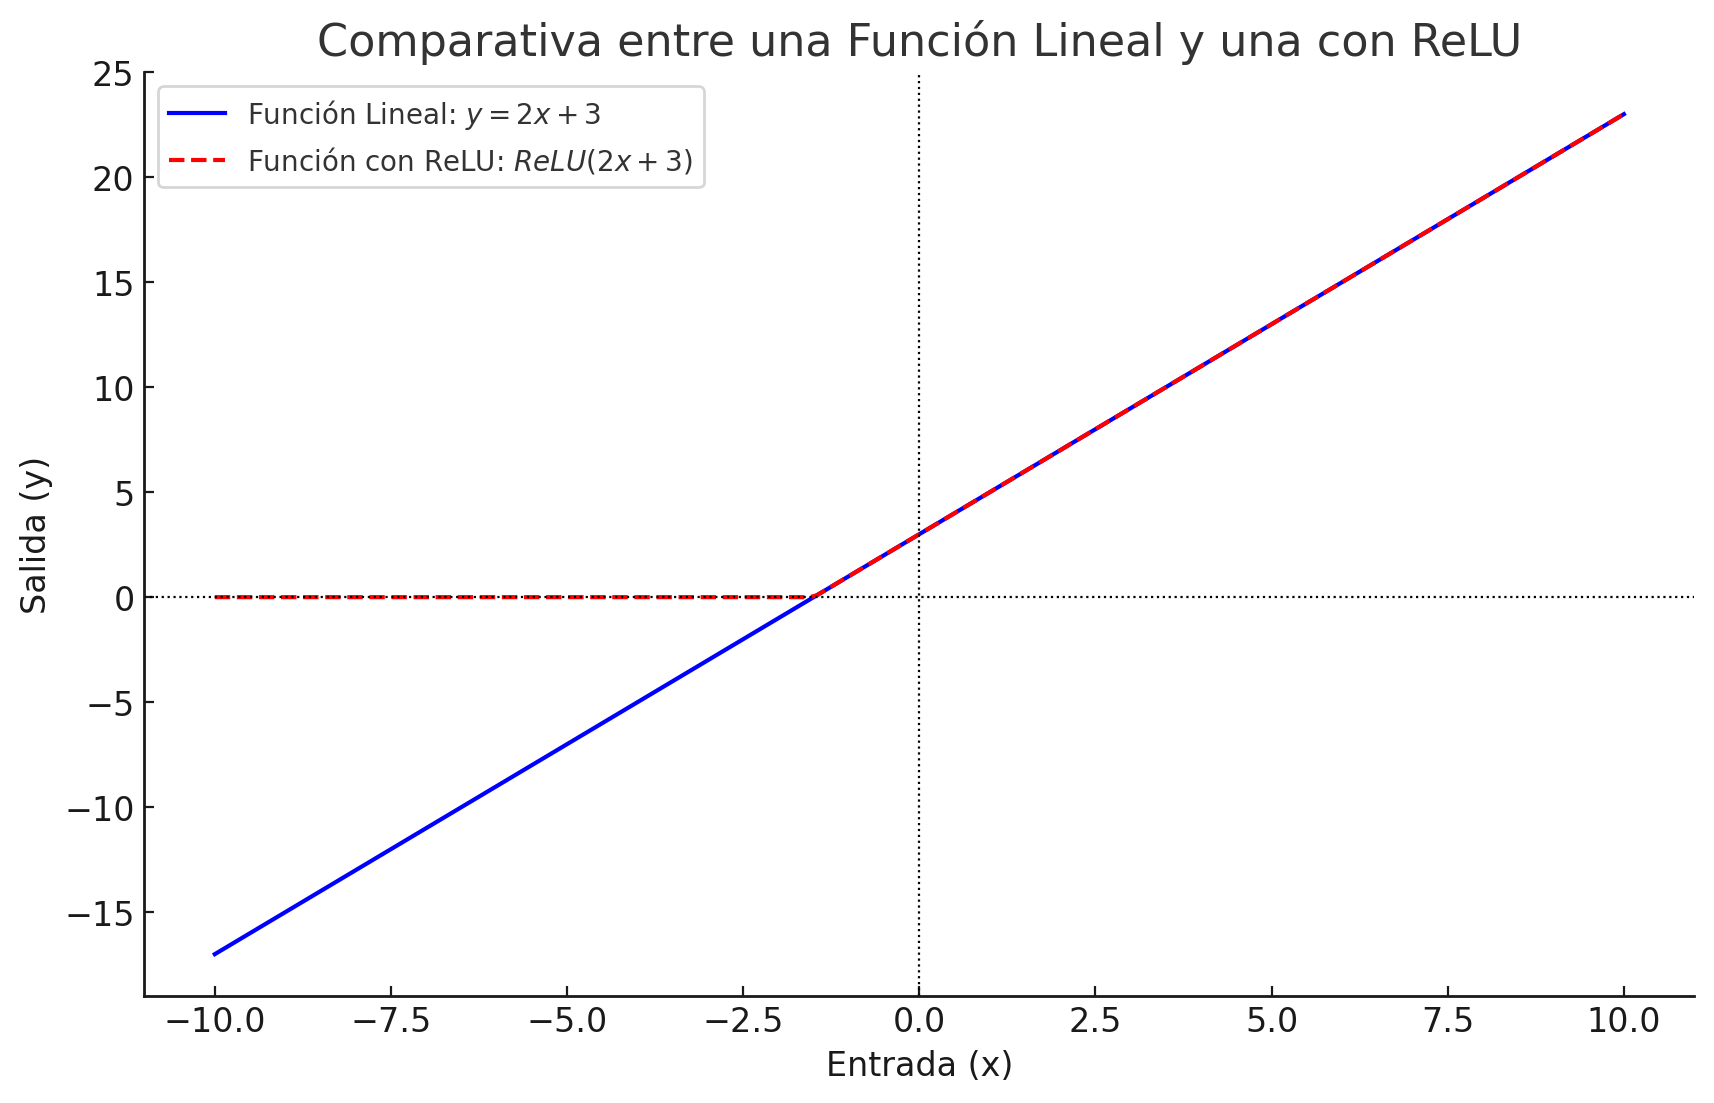 Comparativa entre una Función Lineal y una con ReLU
Función Lineal: y = 2x + 3
Función con ReLU: ReLU(2x + 3)
25
20
15
10
5
0
−5
−10
−15
Salida (y)
−10.0 −7.5 −5.0 −2.5 0.0 2.5 5.0 7.5 10.0
Entrada (x)